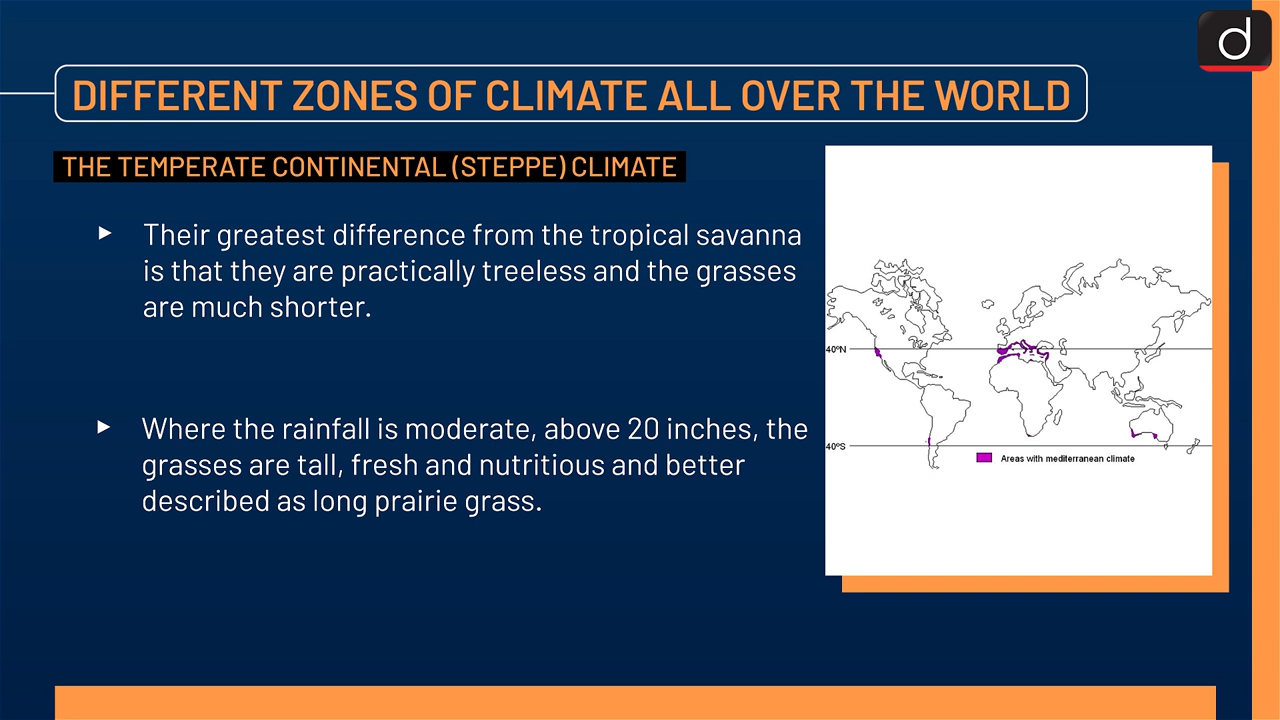 d
DIFFERENT ZONES OF CLIMATE ALL OVER THE WORLD
THE TEMPERATE CONTINENTAL (STEPPE) CLIMATE
Their greatest difference from the tropical savanna
is that they are practically treeless and the grasses
are much shorter.
Where the rainfall is moderate, above 20 inches, the
grasses are tall, fresh and nutritious and better
described as long prairie grass.
40ºN
40ºS
Areas with mediterranean climate